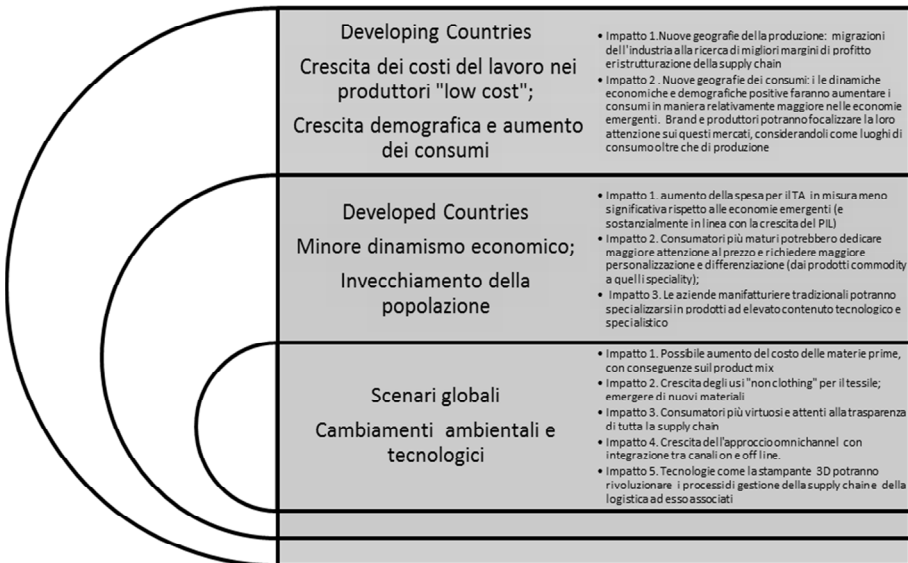 Developing Countries
Crescita dei costi del lavoro nei
produttori "low cost";
Crescita demografica e aumento
dei consumi
• Impatto 1.Nuove geografie della produzione: migrazioni
dell'industria alla ricerca di migliori margini di profitto
eristrutturazione della supply chain
• Impatto 2. Nuove geografie dei consumi: i le dinamiche
economiche e demografiche positive faranno aumentare i
consumi in maniera relativamente maggiore nelle economie
emergenti. Brand e produttori potranno focalizzare la loro
attenzione sui questi mercati, considerandoli come luoghi di
consumo oltre che di produzione
Developed Countries
Minore dinamismo economico;
Invecchiamento della
popolazione
• Impatto 1. aumento della spesa per il TA in misura meno
significativa rispetto alle economie emergenti (e
sostanzialmente in linea con la crescita del PIL)
• Impatto 2. Consumatori più maturi potrebbero dedicare
maggiore attenzione al prezzo e richiedere maggiore
personalizzazione e differenziazione (dai prodotti commodity
a quelli speciality);
• Impatto 3. Le aziende manifatturiere tradizionali potranno
specializzarsi in prodotti ad elevato contenuto tecnologico e
specialistico
Scenari globali
Cambiamenti ambientali e
tecnologici
• Impatto 1. Possibile aumento del costo delle materie prime,
con conseguenze suil product mix
• Impatto 2. Crescita degli usi "non clothing" per il tessile;
emergere di nuovi materiali
• Impatto 3. Consumatori più virtuosi e attenti alla trasparenza
di tutta la supply chain
• Impatto 4. Crescita dell'approccio omnichannel con
integrazione tra canali on e off line.
• Impatto 5. Tecnologie come la stampante 3D potranno
rivoluzionare i processi di gestione della supply chain e della
logistica ad esso associati